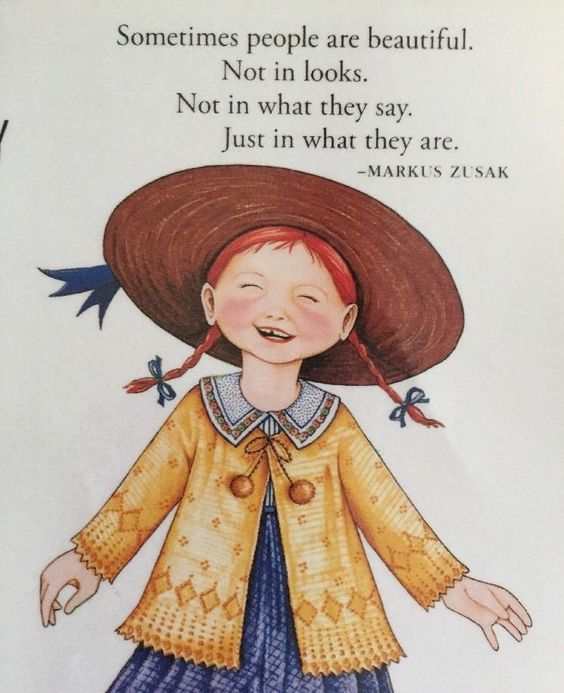 Sometimes people are beautiful.
Not in looks.
Not in what they say.
Just in what they are.
–MARKUS ZUSAK